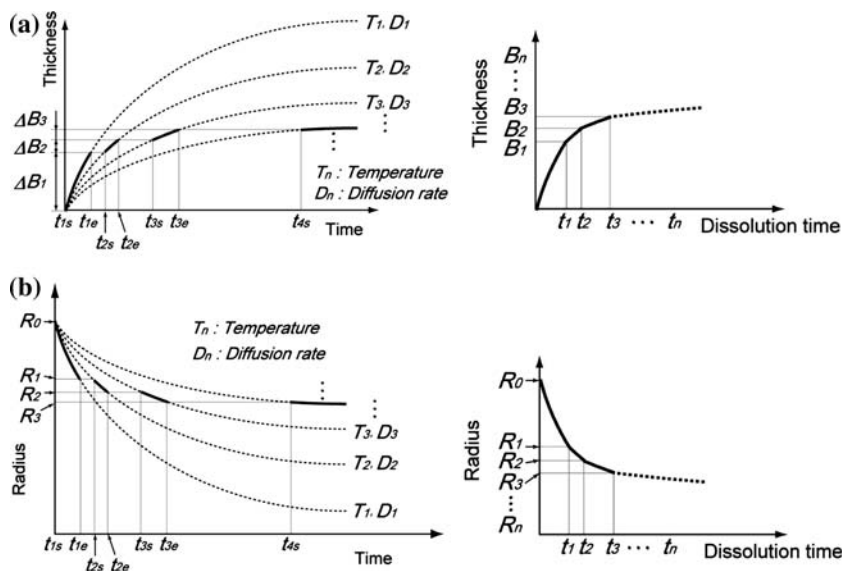 (a)
Thickness
T1, D1
T2, D2
T3, D3
ΔB3
ΔB2
ΔB1
Tn : Temperature
Dn : Diffusion rate
t1s t1e t3s t3e t4s Time
t2s t2e
Thickness
Bn
B3
B2
B1
t1 t2 t3 ··· tn Dissolution time
(b)
Radius
R0
R1
R2
R3
Tn : Temperature
Dn : Diffusion rate
T3, D3
T2, D2
T1, D1
t1s t1e t3s t3e t4s Time
t2s t2e
Radius
R0
R1
R2
R3
Rn
t1 t2 t3 ··· tn Dissolution time